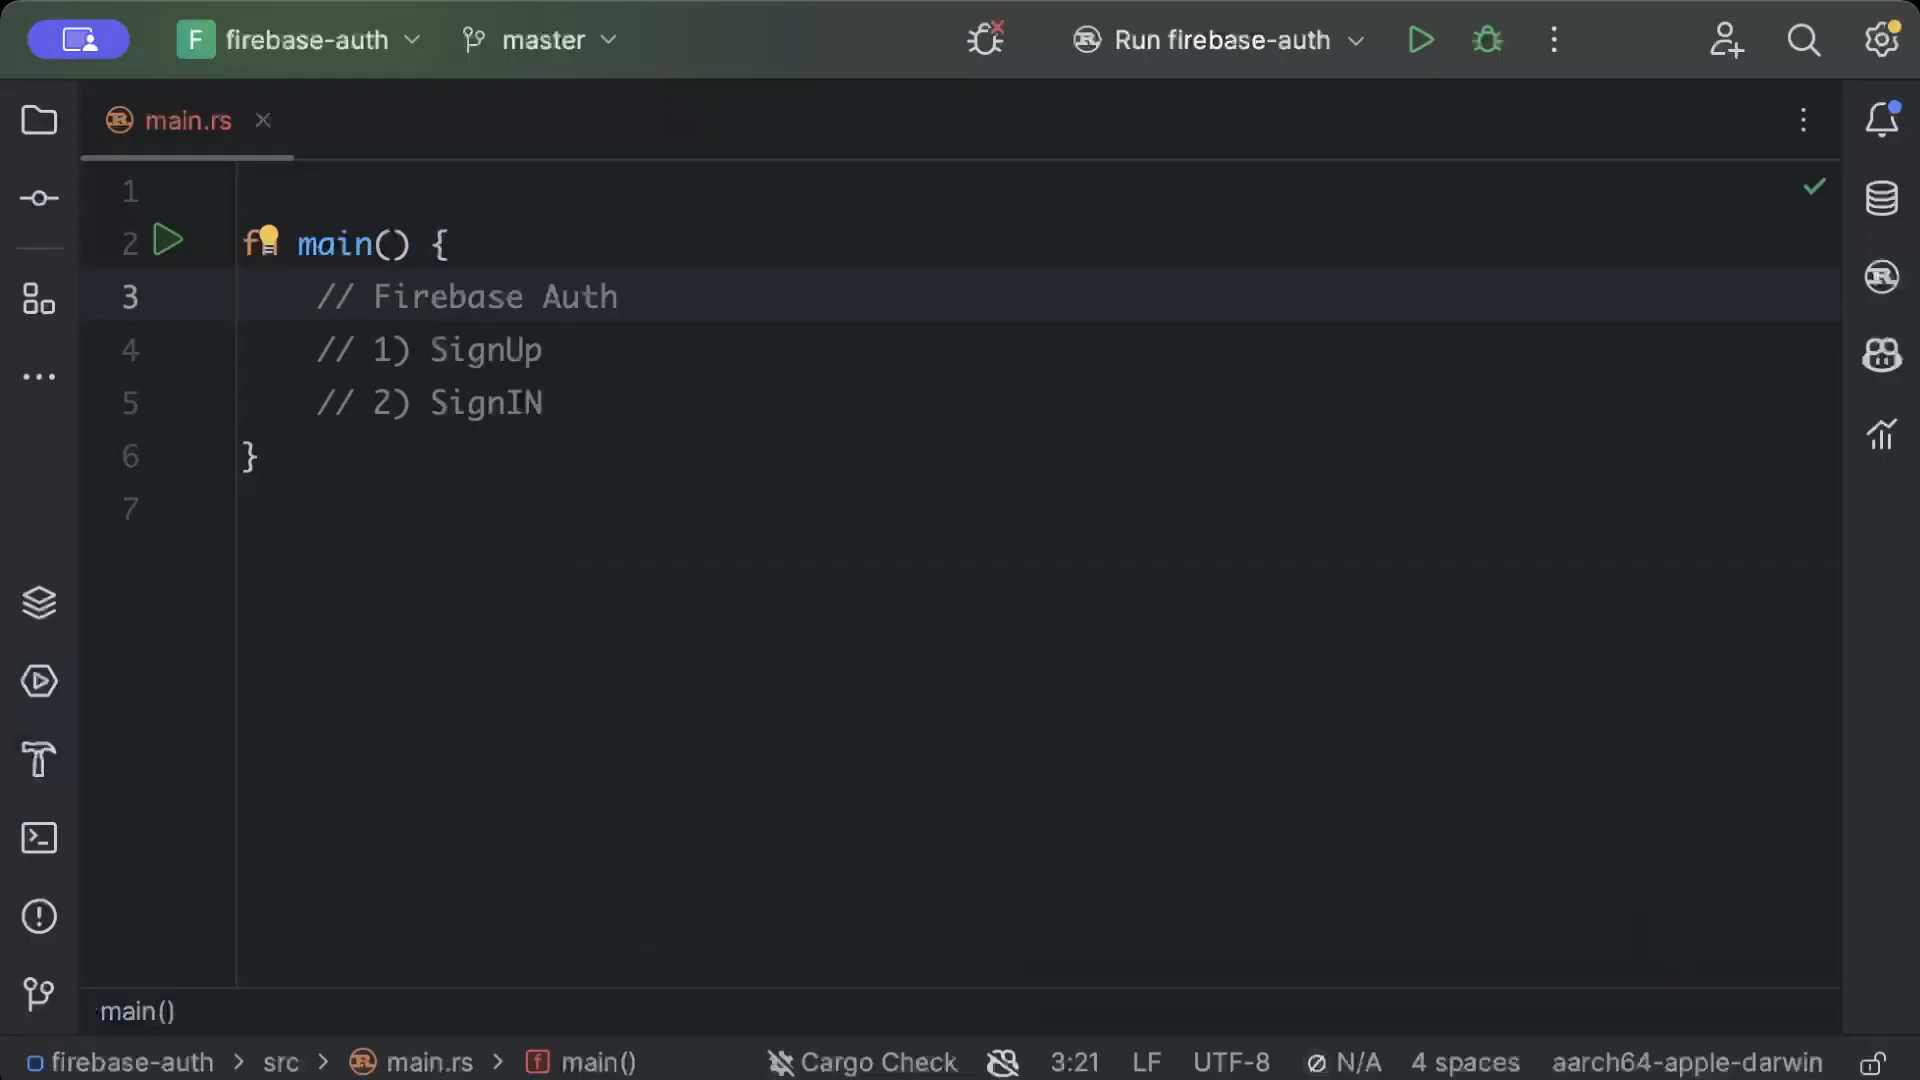 F firebase-auth master Run firebase-auth
main.rs
1
2 fn main() {
3 // Firebase Auth
4 // 1) SignUp
5 // 2) SignIN
6 }
7
main()
firebase-auth > src > main.rs > f main() Cargo Check 3:21 LF UTF-8 N/A 4 spaces aarch64-apple-darwin